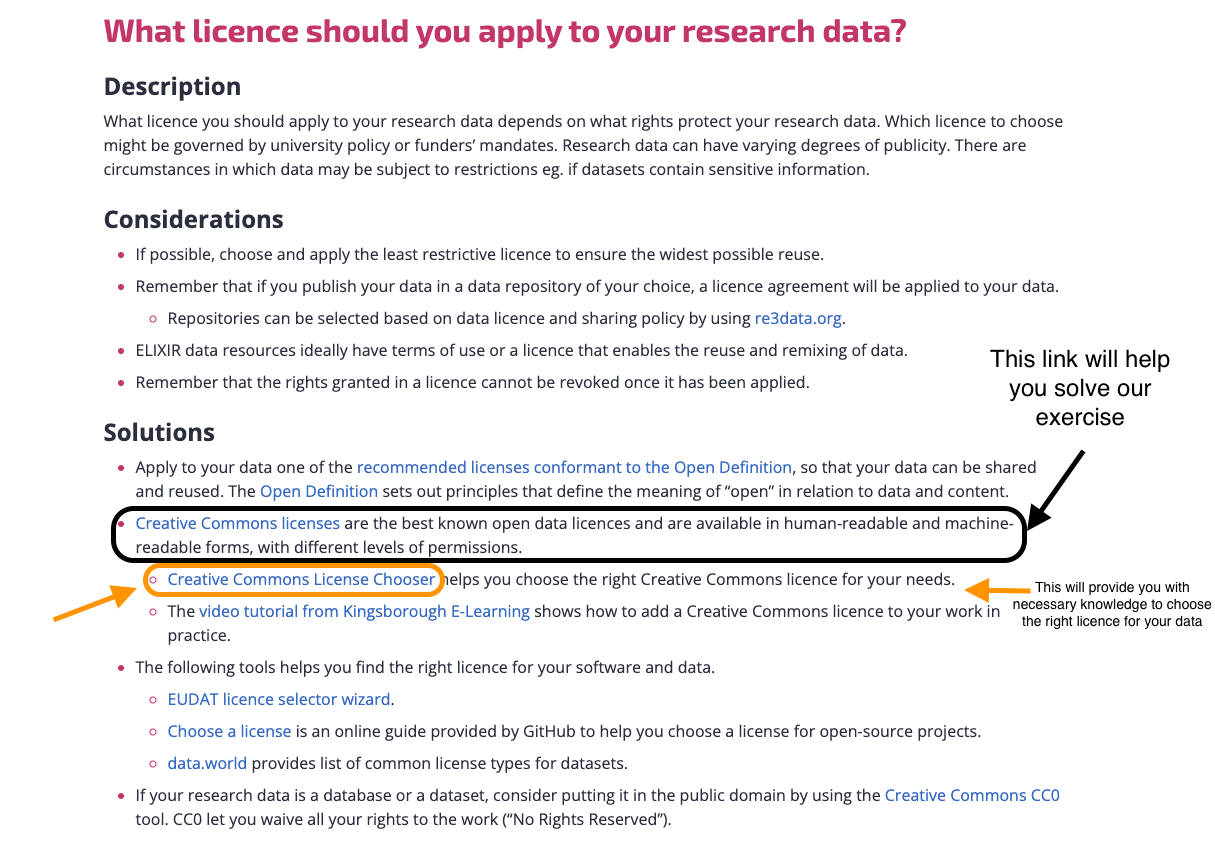 What licence should you apply to your research data?
Description
What licence you should apply to your research data depends on what rights protect your research data. Which licence to choose
might be governed by university policy or funders’ mandates. Research data can have varying degrees of publicity. There are
circumstances in which data may be subject to restrictions eg. if datasets contain sensitive information.
Considerations
• If possible, choose and apply the least restrictive licence to ensure the widest possible reuse.
• Remember that if you publish your data in a data repository of your choice, a licence agreement will be applied to your data.
◦ Repositories can be selected based on data licence and sharing policy by using re3data.org.
• ELIXIR data resources ideally have terms of use or a licence that enables the reuse and remixing of data.
• Remember that the rights granted in a licence cannot be revoked once it has been applied.
This link will help
you solve our
exercise
Solutions
• Apply to your data one of the recommended licenses conformant to the Open Definition, so that your data can be shared
and reused. The Open Definition sets out principles that define the meaning of “open” in relation to data and content.
• Creative Commons licenses are the best known open data licences and are available in human-readable and machine-
readable forms, with different levels of permissions.
◦ Creative Commons License Chooser helps you choose the right Creative Commons licence for your needs.
This will provide you with
necessary knowledge to choose
the right licence for your data
◦ The video tutorial from Kingsborough E-Learning shows how to add a Creative Commons licence to your work in
practice.
• The following tools helps you find the right licence for your software and data.
◦ EUDAT licence selector wizard.
◦ Choose a license is an online guide provided by GitHub to help you choose a license for open-source projects.
◦ data.world provides list of common license types for datasets.
• If your research data is a database or a dataset, consider putting it in the public domain by using the Creative Commons CC0
tool. CC0 let you waive all your rights to the work (“No Rights Reserved”).